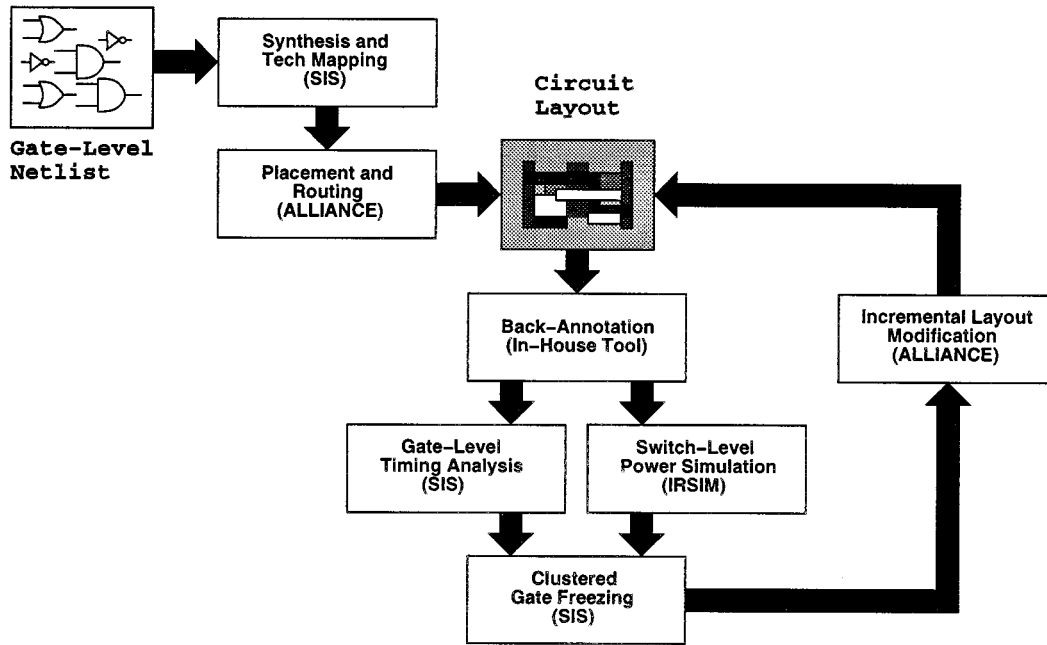 Synthesis and
Tech Mapping
(SIS)
Gate-Level
Netlist
Placement and
Routing
(ALLIANCE)
Circuit
Layout
Back-Annotation
(In-House Tool)
Incremental Layout
Modification
(ALLIANCE)
Gate-Level
Timing Analysis
(SIS)
Switch-Level
Power Simulation
(IRSIM)
Clustered
Gate Freezing
(SIS)